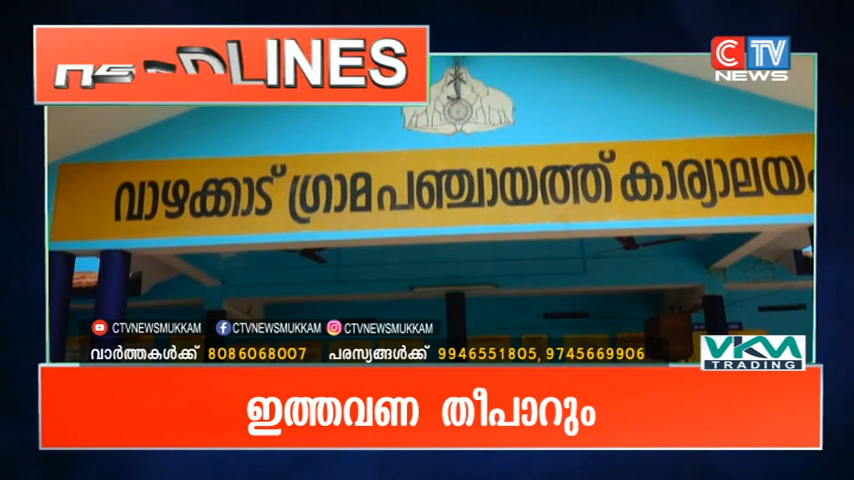 LINES
CTV
NEWS
വാഴക്കാട് ഗ്രാമപഞ്ചായത്ത് കാര്യാലയം
CTVNEWSMUKKAM CTVNEWSMUKKAM CTVNEWSMUKKAM
വാർത്തകൾക്ക് 8086068007 പരസ്യങ്ങൾക്ക് 9946551805, 9745669906
VKM
TRADING
ഇത്തവണ തീപാറും